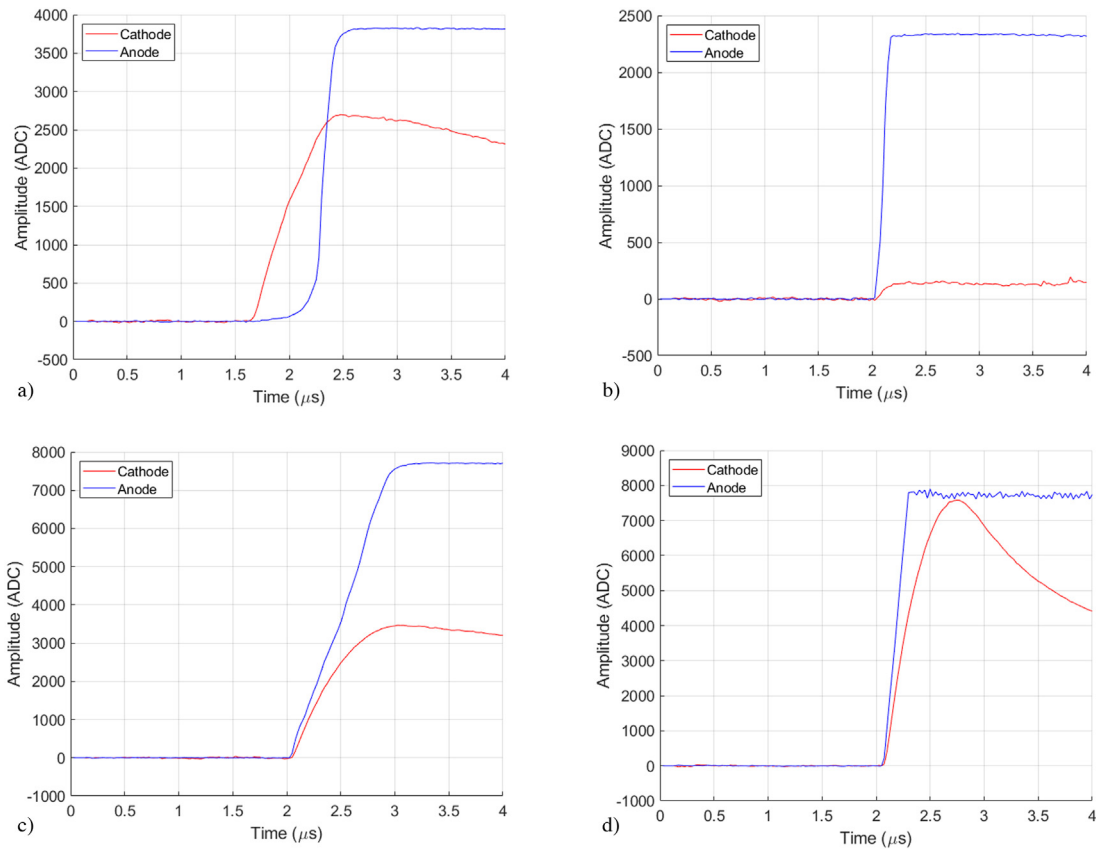 4000
3500
3000
2500
2000
1500
1000
500
0
-500
Amplitude (ADC)
Cathode
Anode
0 0.5 1 1.5 2 2.5 3 3.5 4
Time (μs)
a)
2500
2000
1500
1000
500
0
-500
Amplitude (ADC)
Cathode
Anode
0 0.5 1 1.5 2 2.5 3 3.5 4
Time (μs)
b)
8000
7000
6000
5000
4000
3000
2000
1000
0
-1000
Amplitude (ADC)
Cathode
Anode
0 0.5 1 1.5 2 2.5 3 3.5 4
Time (μs)
c)
9000
8000
7000
6000
5000
4000
3000
2000
1000
0
-1000
Amplitude (ADC)
Cathode
Anode
0 0.5 1 1.5 2 2.5 3 3.5 4
Time (μs)
d)